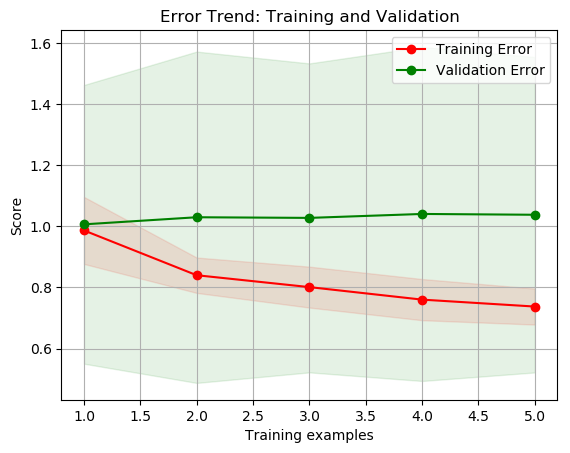 Error Trend: Training and Validation
Training Error
Validation Error
Score
1.6
1.4
1.2
1.0
0.8
0.6
1.0 1.5 2.0 2.5 3.0 3.5 4.0 4.5 5.0
Training examples